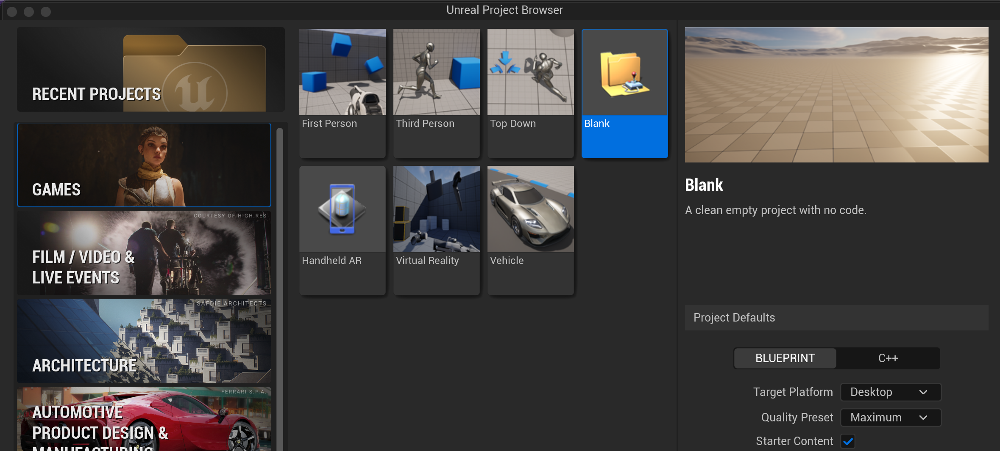 Unreal Project Browser
RECENT PROJECTS
GAMES
COURTESY OF HIGH RES
FILM / VIDEO &
LIVE EVENTS
SAFDIE ARCHITECTS
ARCHITECTURE
FERRARI S.P.A.
AUTOMOTIVE
PRODUCT DESIGN &
MANUFACTURING
First Person
Third Person
Top Down
Blank
Handheld AR
Virtual Reality
Vehicle
Blank
A clean empty project with no code.
Project Defaults
BLUEPRINT
C++
Target Platform
Desktop
Quality Preset
Maximum
Starter Content